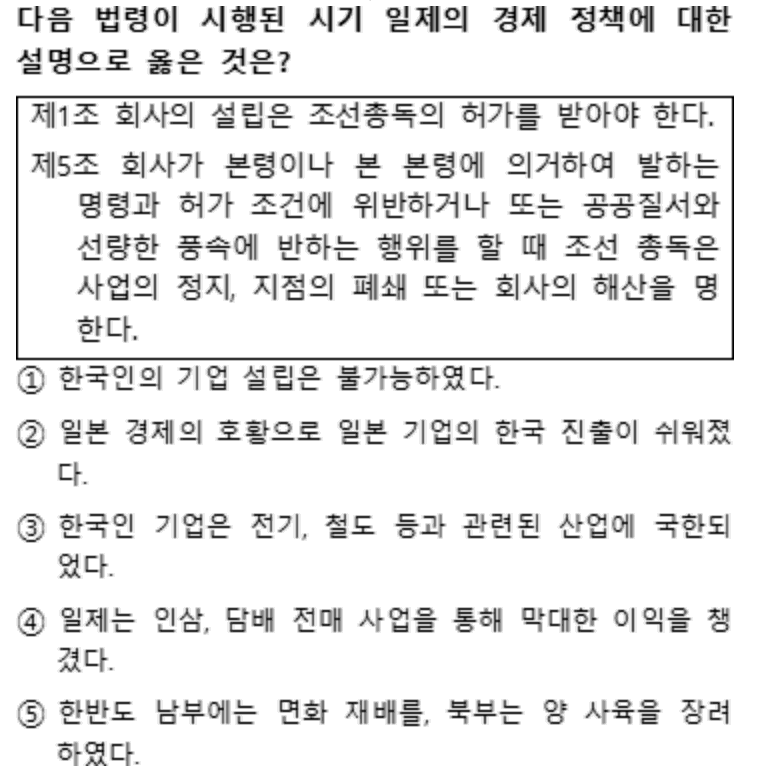 다음 법령이 시행된 시기 일제의 경제 정책에 대한
설명으로 옳은 것은?
제1조 회사의 설립은 조선총독의 허가를 받아야 한다.
제5조 회사가 본령이나 본 본령에 의거하여 발하는
명령과 허가 조건에 위반하거나 또는 공공질서와
선량한 풍속에 반하는 행위를 할 때 조선 총독은
사업의 정지, 지점의 폐쇄 또는 회사의 해산을 명
한다.
① 한국인의 기업 설립은 불가능하였다.
② 일본 경제의 호황으로 일본 기업의 한국 진출이 쉬워졌
다.
③ 한국인 기업은 전기, 철도 등과 관련된 산업에 국한되
었다.
④ 일제는 인삼, 담배 전매 사업을 통해 막대한 이익을 챙
겼다.
⑤ 한반도 남부에는 면화 재배를, 북부는 양 사육을 장려
하였다.